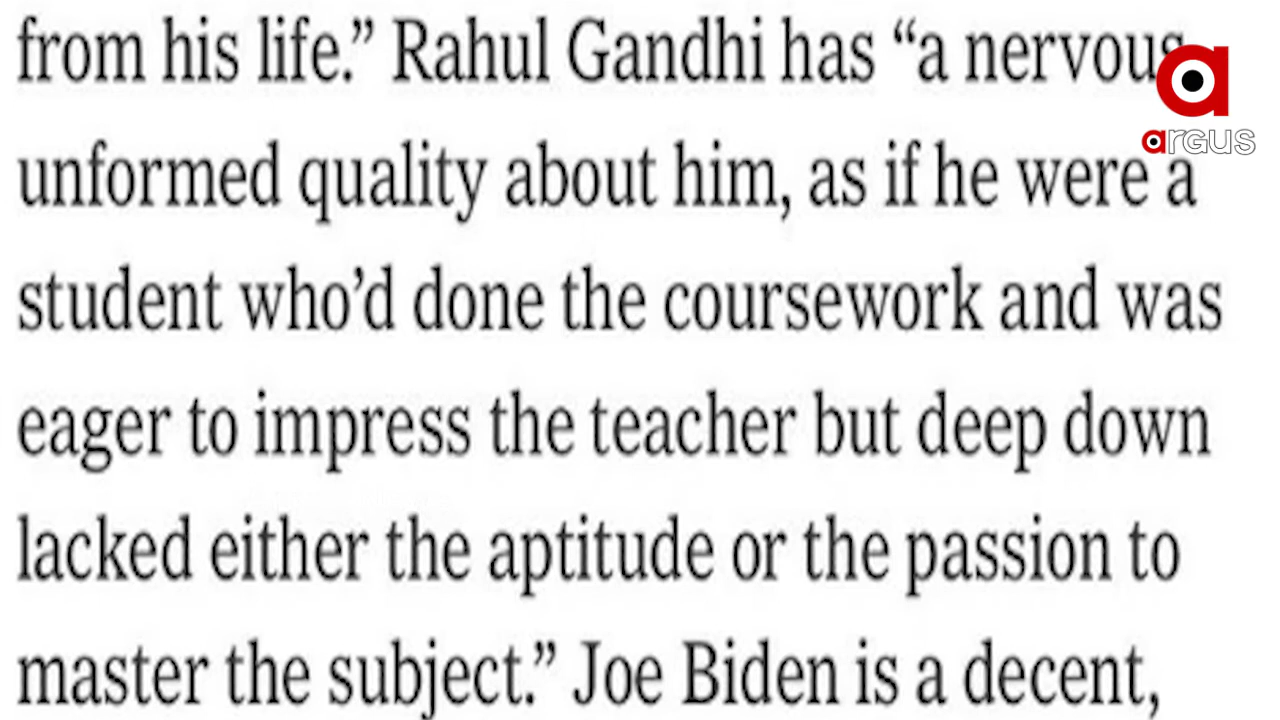 from his life.” Rahul Gandhi has “a nervous,
unformed quality about him, as if he were a
student who’d done the coursework and was
eager to impress the teacher but deep down
lacked either the aptitude or the passion to
master the subject.” Joe Biden is a decent,
a
argus